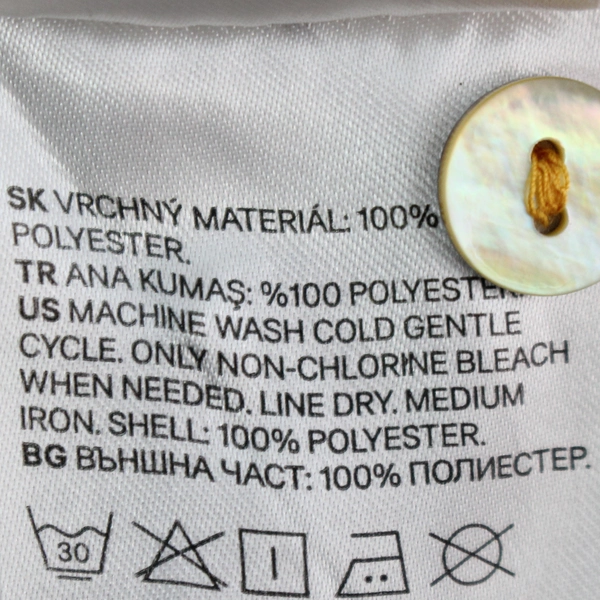 SK VRCHNÝ MATERIÁL: 100%
POLYESTER.
TR ANA KUMAŞ: %100 POLYESTER.
US MACHINE WASH COLD GENTLE
CYCLE. ONLY NON-CHLORINE BLEACH
WHEN NEEDED. LINE DRY. MEDIUM
IRON. SHELL: 100% POLYESTER.
BG ВЪНШНА ЧАСТ: 100% ПОЛИЕСТЕР.
30